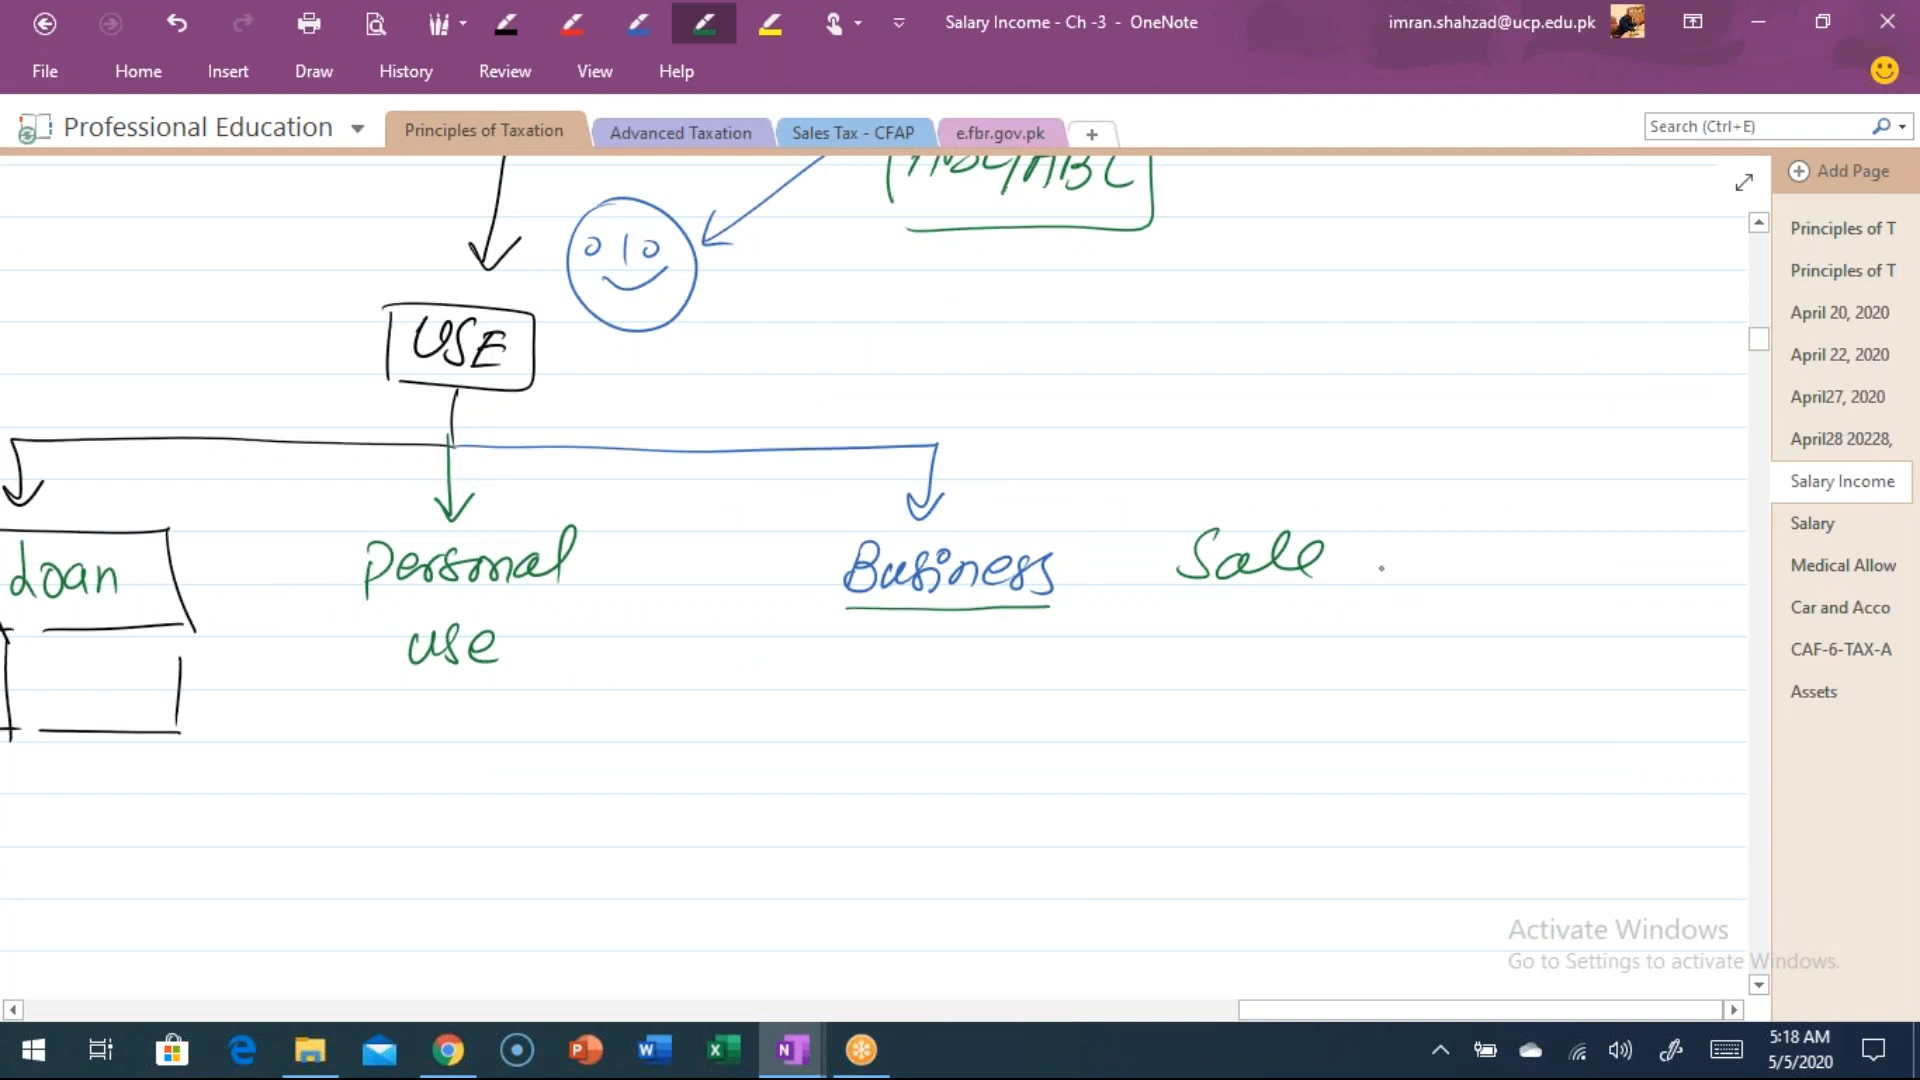 Salary Income - Ch -3 - OneNote
imran.shahzad@ucp.edu.pk
File Home Insert Draw History Review View Help
Professional Education
Principles of Taxation
Advanced Taxation
Sales Tax - CFAP
e.fbr.gov.pk
+
Search (Ctrl+E)
Add Page
Principles of T
Principles of T
April 20, 2020
April 22, 2020
April27, 2020
April28 20228,
Salary Income
Salary
Medical Allow
Car and Acco
CAF-6-TAX-A
Assets
USE
Loan
Personal
use
Business
Sale
Activate Windows
Go to Settings to activate Windows.
5:18 AM
5/5/2020